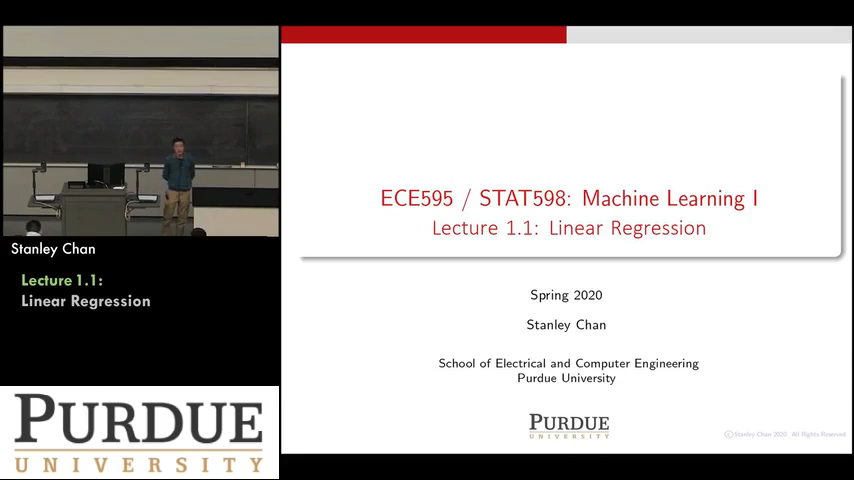 Stanley Chan
Lecture 1.1:
Linear Regression
PURDUE
UNIVERSITY
ECE595 / STAT598: Machine Learning I
Lecture 1.1: Linear Regression
Spring 2020
Stanley Chan
School of Electrical and Computer Engineering
Purdue University
PURDUE
UNIVERSITY
©Stanley Chan 2020. All Rights Reserved